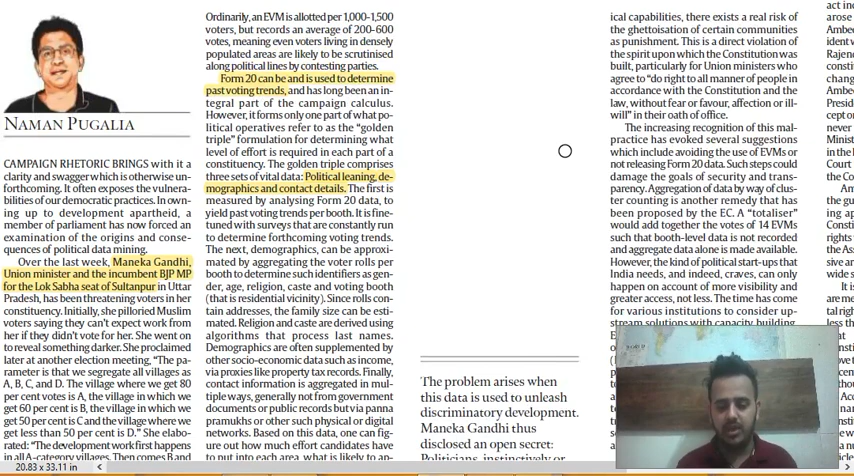 NAMAN PUGALIA
CAMPAIGN RHETORIC BRINGS with it a
clarity and swagger which is otherwise un-
forthcoming. It often exposes the vulnera-
bilities of our democratic practices. In own-
ing up to development apartheid, a
member of parliament has now forced an
examination of the origins and conse-
quences of political data mining.
Over the last week, Maneka Gandhi,
Union minister and the incumbent BJP MP
for the Lok Sabha seat of Sultanpur in Uttar
Pradesh, has been threatening voters in her
constituency. Initially, she pilloried Muslim
voters saying they can't expect work from
her if they didn't vote for her. She went on
to reveal something darker. She proclaimed
later at another election meeting, "The pa-
rameter is that we segregate all villages as
A, B, C, and D. The village where we get 80
per cent votes is A, the village in which we
get 60 per cent is B, the village in which we
get 50 per cent is C and the village where we
get less than 50 per cent is D." She elabo-
rated: "The development work first happens
in all A-category villages. Then comes B and
Ordinarily, an EVM is allotted per 1,000-1,500
voters, but records an average of 200-600
votes, meaning even voters living in densely
populated areas are likely to be scrutinised
along political lines by contesting parties.
Form 20 can be and is used to determine
past voting trends, and has long been an in-
tegral part of the campaign calculus.
However, it forms only one part of what po-
litical operatives refer to as the "golden
triple" formulation for determining what
level of effort is required in each part of a
constituency. The golden triple comprises
three sets of vital data: Political leaning, de-
mographics and contact details. The first is
measured by analysing Form 20 data, to
yield past voting trends per booth. It is fine-
tuned with surveys that are constantly run
to determine forthcoming voting trends.
The next, demographics, can be approxi-
mated by aggregating the voter rolls per
booth to determine such identifiers as gen-
der, age, religion, caste and voting booth
(that is residential vicinity). Since rolls con-
tain addresses, the family size can be esti-
mated. Religion and caste are derived using
algorithms that process last names.
Demographics are often supplemented by
other socio-economic data such as income,
via proxies like property tax records. Finally,
contact information is aggregated in mul-
tiple ways, generally not from government
documents or public records but via panna
pramukhs or other such physical or digital
networks. Based on this data, one can fig-
ure out how much effort candidates have
to put into each area, what is likely to ap-
The problem arises when
this data is used to unleash
discriminatory development.
Maneka Gandhi thus
disclosed an open secret:
Politicians, instinctively or
ical capabilities, there exists a real risk of
the ghettoisation of certain communities
as punishment. This is a direct violation of
the spirit upon which the Constitution was
built, particularly for Union ministers who
agree to "do right to all manner of people in
accordance with the Constitution and the
law, without fear or favour, affection or ill-
will" in their oath of office.
The increasing recognition of this mal-
practice has evoked several suggestions
which include avoiding the use of EVMs or
not releasing Form 20 data. Such steps could
damage the goals of security and trans-
parency. Aggregation of data by way of clus-
ter counting is another remedy that has
been proposed by the EC. A "totaliser"
would add together the votes of 14 EVMs
such that booth-level data is not recorded
and aggregate data alone is made available.
However, the kind of political start-ups that
India needs, and indeed, craves, can only
happen on account of more visibility and
greater access, not less. The time has come
for various institutions to consider up-
stream solutions with capacity building.
20.83 x 33.11 in